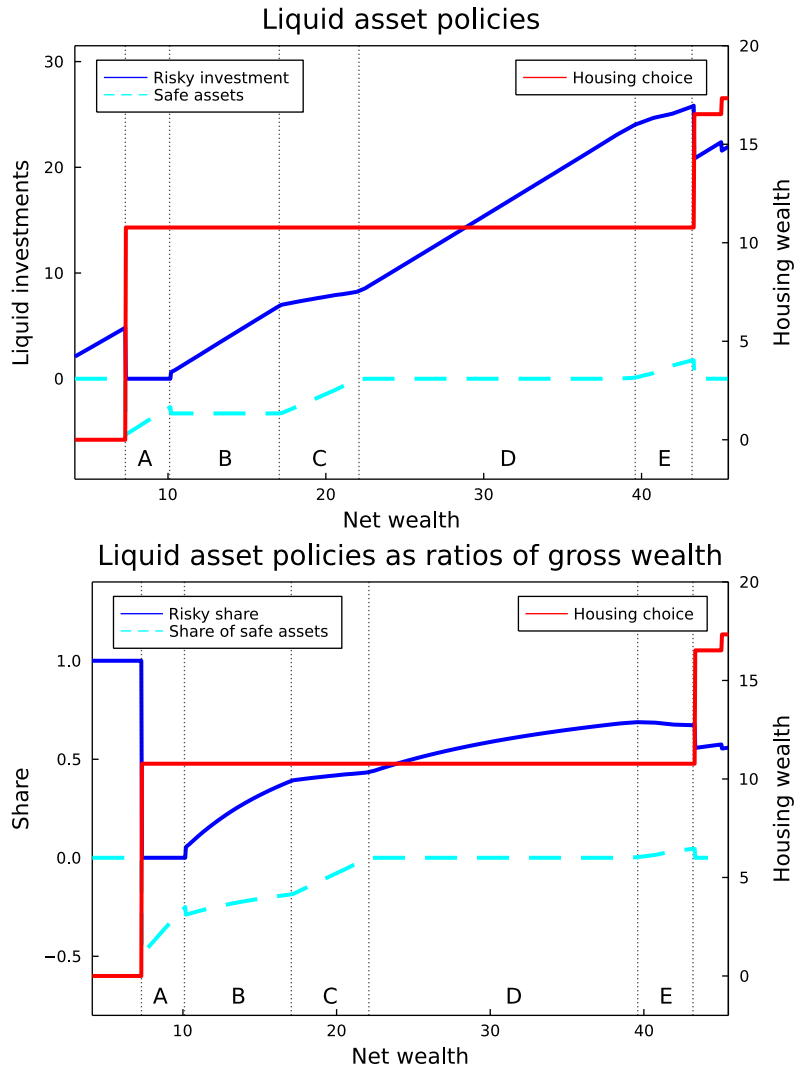 Liquid asset policies
Risky investment
Safe assets
Housing choice
30
20
10
0
20
15
10
5
0
Liquid investments
Housing wealth
A B C D E
10 20 30 40
Net wealth
Liquid asset policies as ratios of gross wealth
Risky share
Share of safe assets
Housing choice
1.0
0.5
0.0
−0.5
20
15
10
5
0
Share
Housing wealth
A B C D E
10 20 30 40
Net wealth